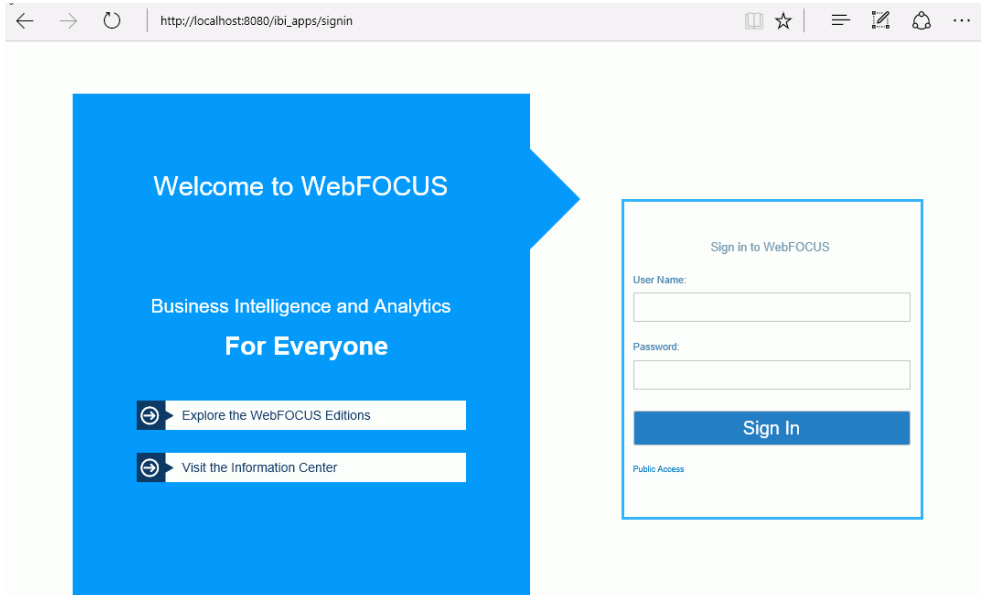 http://localhost:8080/ibi_apps/signin
Welcome to WebFOCUS
Business Intelligence and Analytics
For Everyone
Explore the WebFOCUS Editions
Visit the Information Center
Sign in to WebFOCUS
User Name:
Password:
Sign In
Public Access